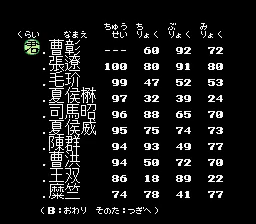 ちゅうせい ちりょく ぶりょく みりょく
くらい なまえ
君.曹彰 --- 60 92 72
.張遼 100 80 91 80
.毛玠 99 47 52 53
.夏侯楙 97 32 39 24
.司馬昭 96 88 65 70
.夏侯威 95 75 74 73
.陳群 94 93 49 77
.曹洪 94 50 72 70
.王双 86 18 89 22
.糜竺 74 78 41 77
(B:おわり そのた:つぎへ)